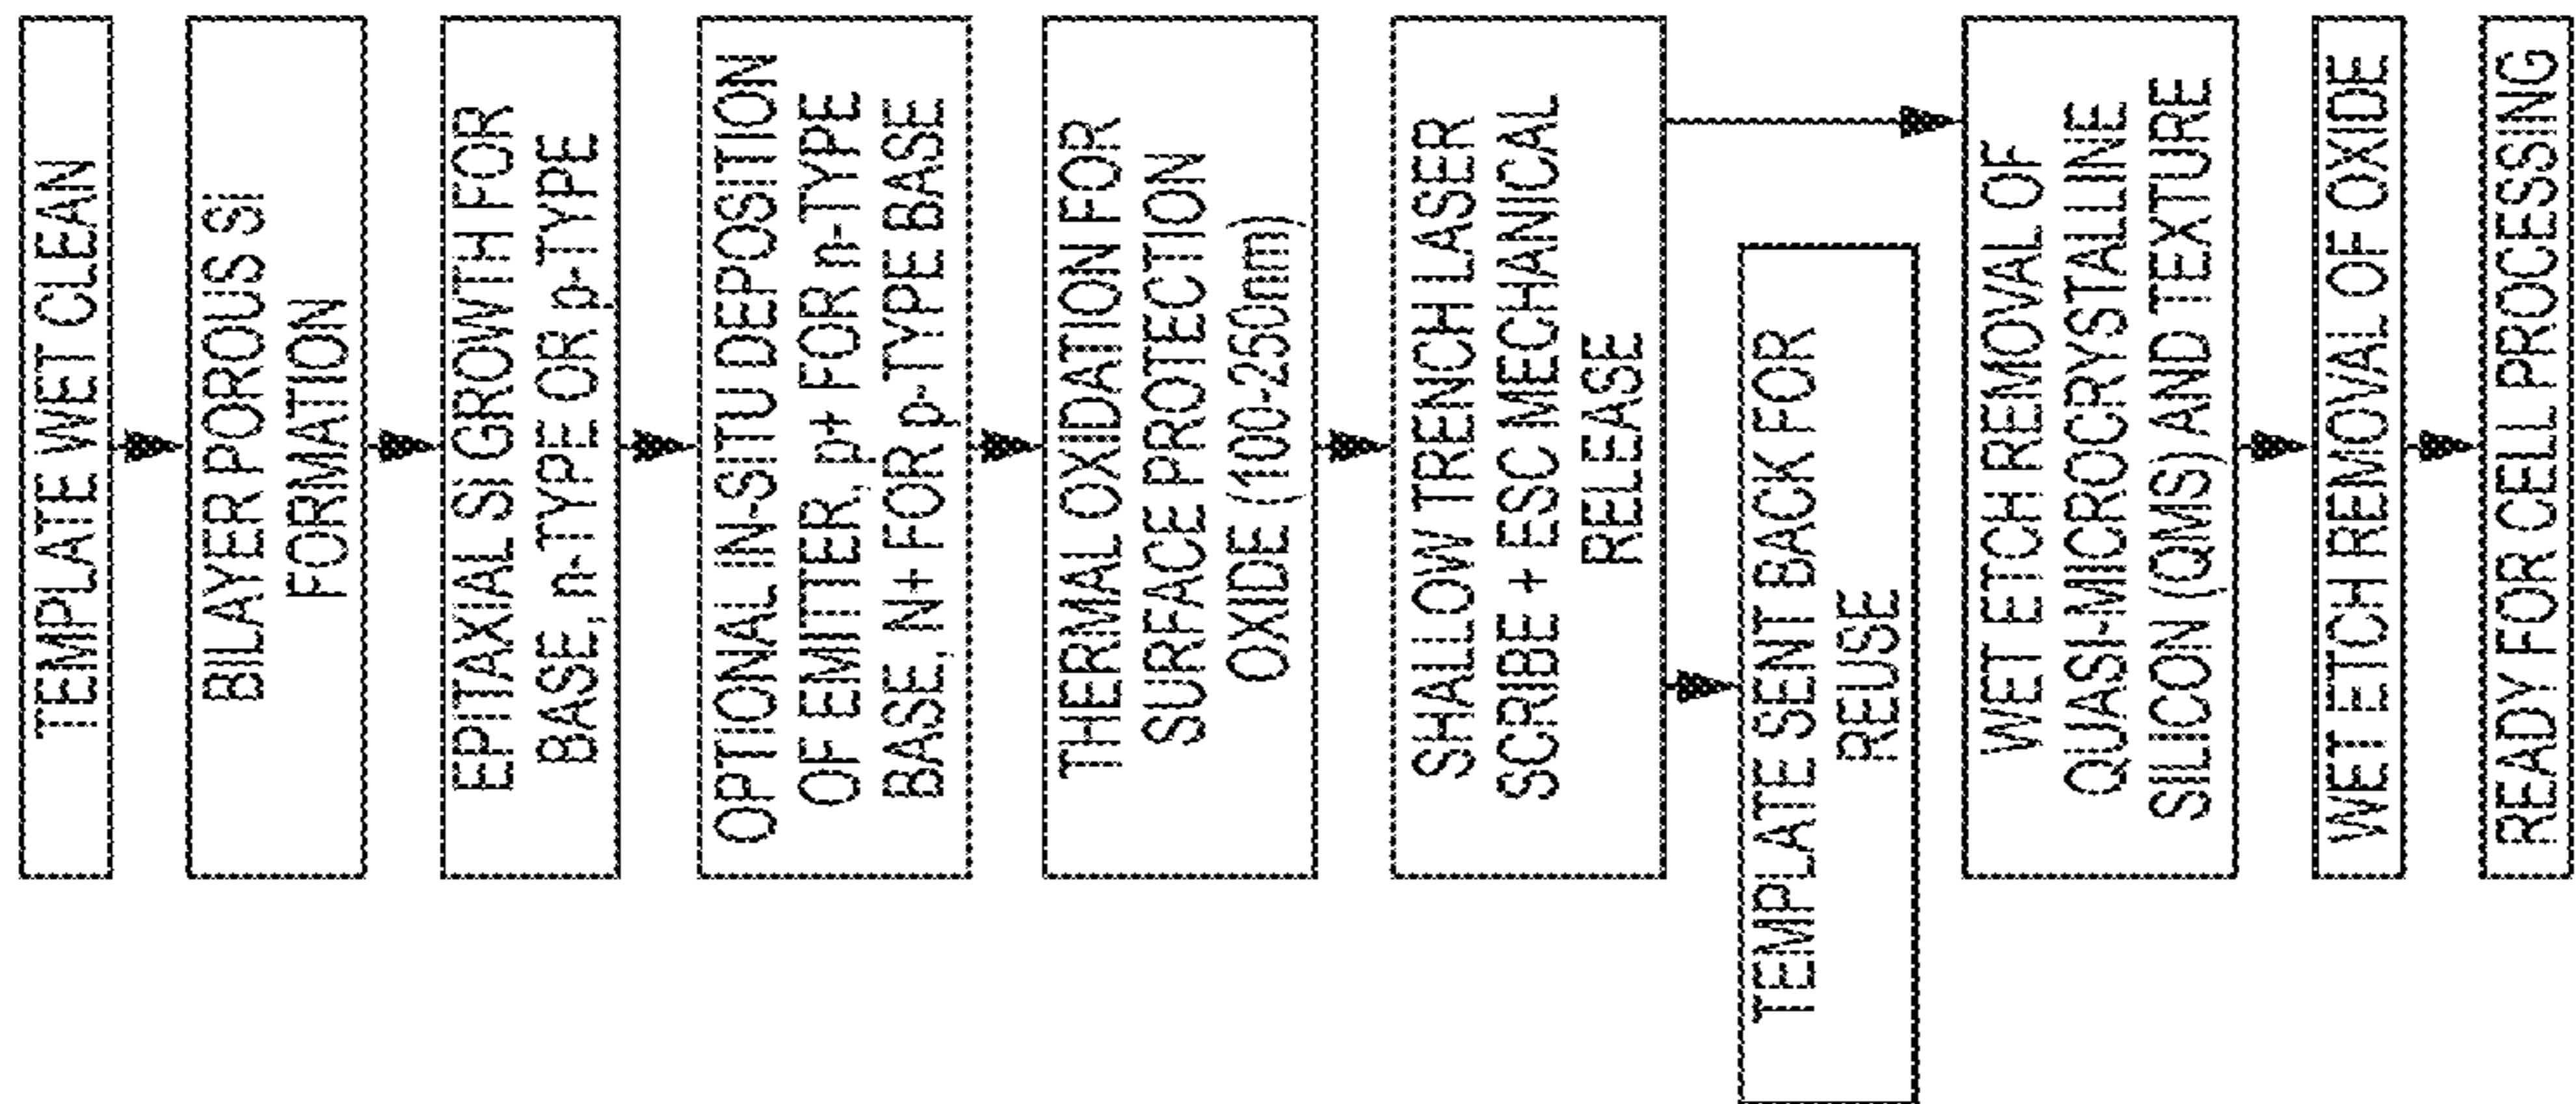 TEMPLATE WET CLEAN
BILAYER POROUS Si
FORMATION
EPITAXIAL Si GROWTH FOR
BASE, n-TYPE OR p-TYPE
OPTIONAL IN-SITU DEPOSITION
OF EMITTER, p+ FOR n-TYPE
BASE, N+ FOR p-TYPE BASE
THERMAL OXIDATION FOR
SURFACE PROTECTION
OXIDE (100-250nm)
SHALLOW TRENCH LASER
SCRIBE + ESC MECHANICAL
RELEASE
TEMPLATE SENT BACK FOR
REUSE
WET ETCH REMOVAL OF
QUASI-MICROCRYSTALLINE
SILICON (QMS) AND TEXTURE
WET ETCH REMOVAL OF OXIDE
READY FOR CELL PROCESSING